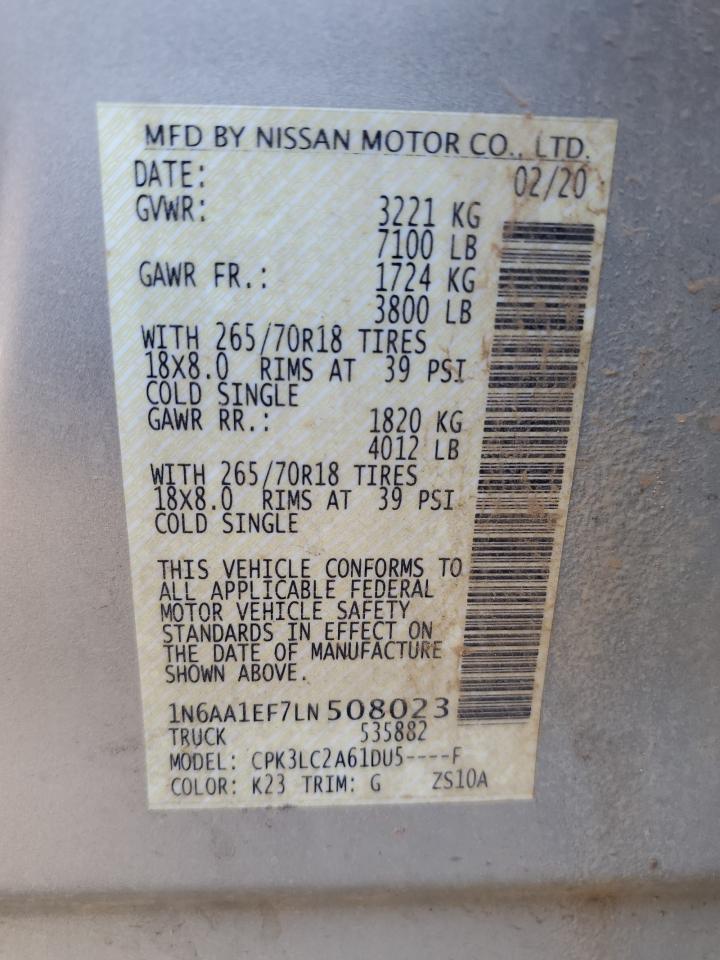 MFD BY NISSAN MOTOR CO., LTD.
DATE: 02/20
GVWR: 3221 KG
7100 LB
GAWR FR.: 1724 KG
3800 LB
WITH 265/70R18 TIRES
18X8.0 RIMS AT 39 PSI
COLD SINGLE
GAWR RR.: 1820 KG
4012 LB
WITH 265/70R18 TIRES
18X8.0 RIMS AT 39 PSI
COLD SINGLE
THIS VEHICLE CONFORMS TO
ALL APPLICABLE FEDERAL
MOTOR VEHICLE SAFETY
STANDARDS IN EFFECT ON
THE DATE OF MANUFACTURE
SHOWN ABOVE.
1N6AA1EF7LN508023
TRUCK 535882
MODEL: CPK3LC2A61DU5----F
COLOR: K23 TRIM: G ZS10A